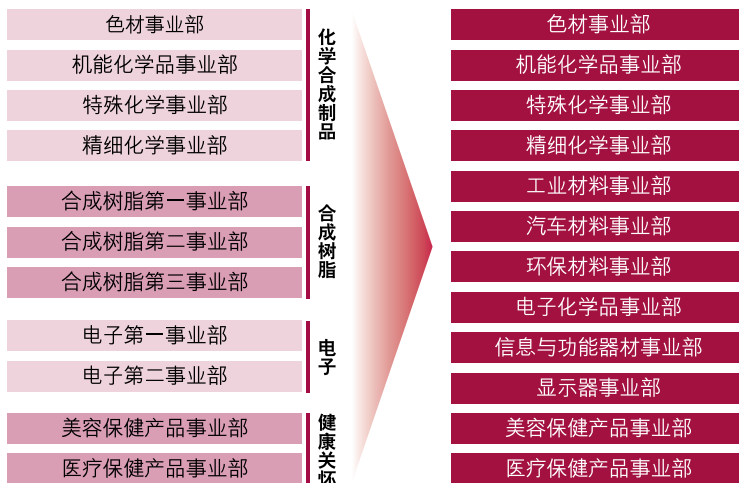 色材事业部
机能化学品事业部
特殊化学事业部
精细化学事业部
化学合成制品
合成树脂第一事业部
合成树脂第二事业部
合成树脂第三事业部
合成树脂
电子第一事业部
电子第二事业部
电子
美容保健产品事业部
医疗保健产品事业部
健康关怀
色材事业部
机能化学品事业部
特殊化学事业部
精细化学事业部
工业材料事业部
汽车材料事业部
环保材料事业部
电子化学品事业部
信息与功能器材事业部
显示器事业部
美容保健产品事业部
医疗保健产品事业部